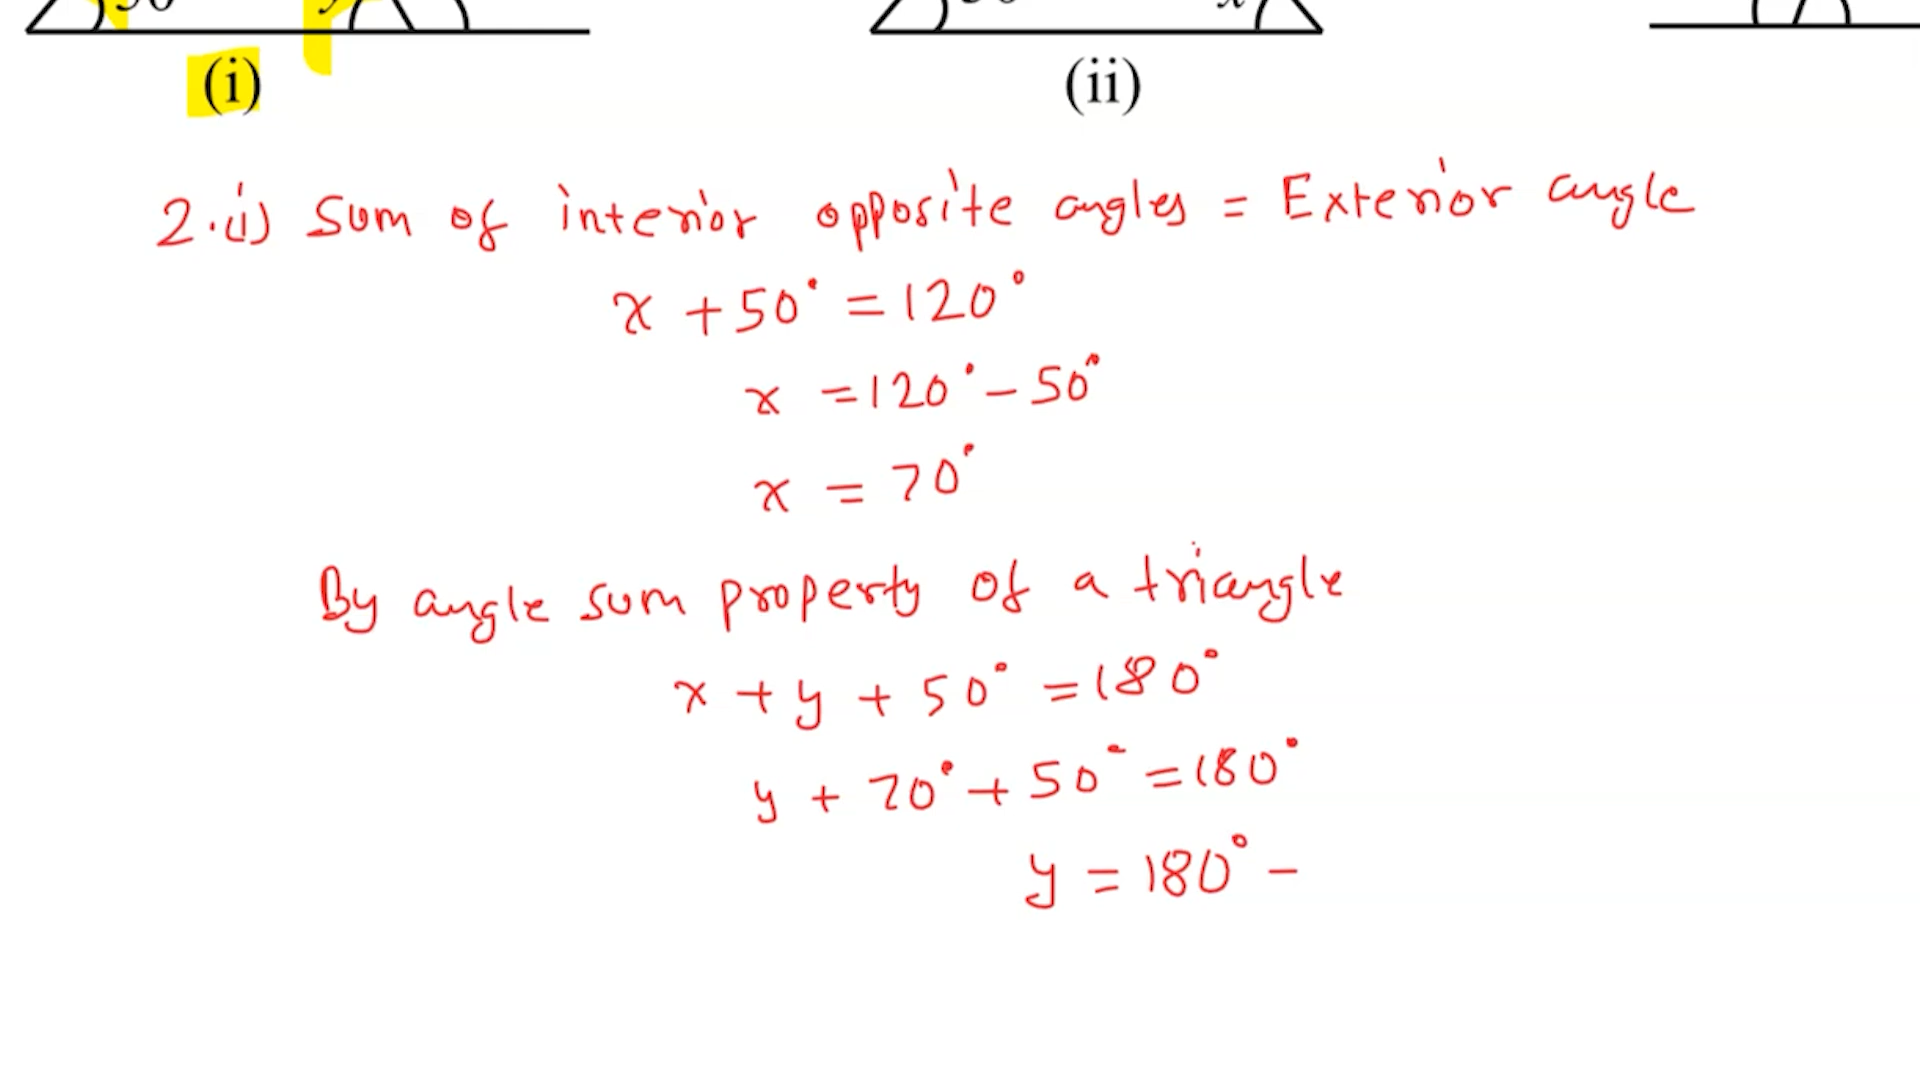 (i) (ii)
2.(i) Sum of interior opposite angles = Exterior angle
x + 50° = 120°
x = 120° - 50°
x = 70°
By angle sum property of a triangle
x + y + 50° = 180°
y + 70° + 50° = 180°
y = 180° -